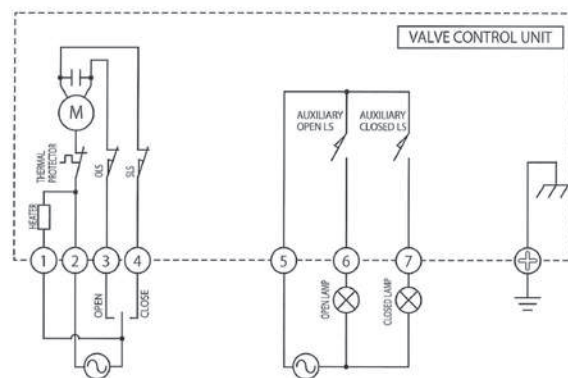 VALVE CONTROL UNIT
M
THERMAL
PROTECTOR
OLS
SLS
HEATER
AUXILIARY
OPEN LS
AUXILIARY
CLOSED LS
1
2
3
4
5
6
7
OPEN
CLOSE
OPEN LAMP
CLOSED LAMP